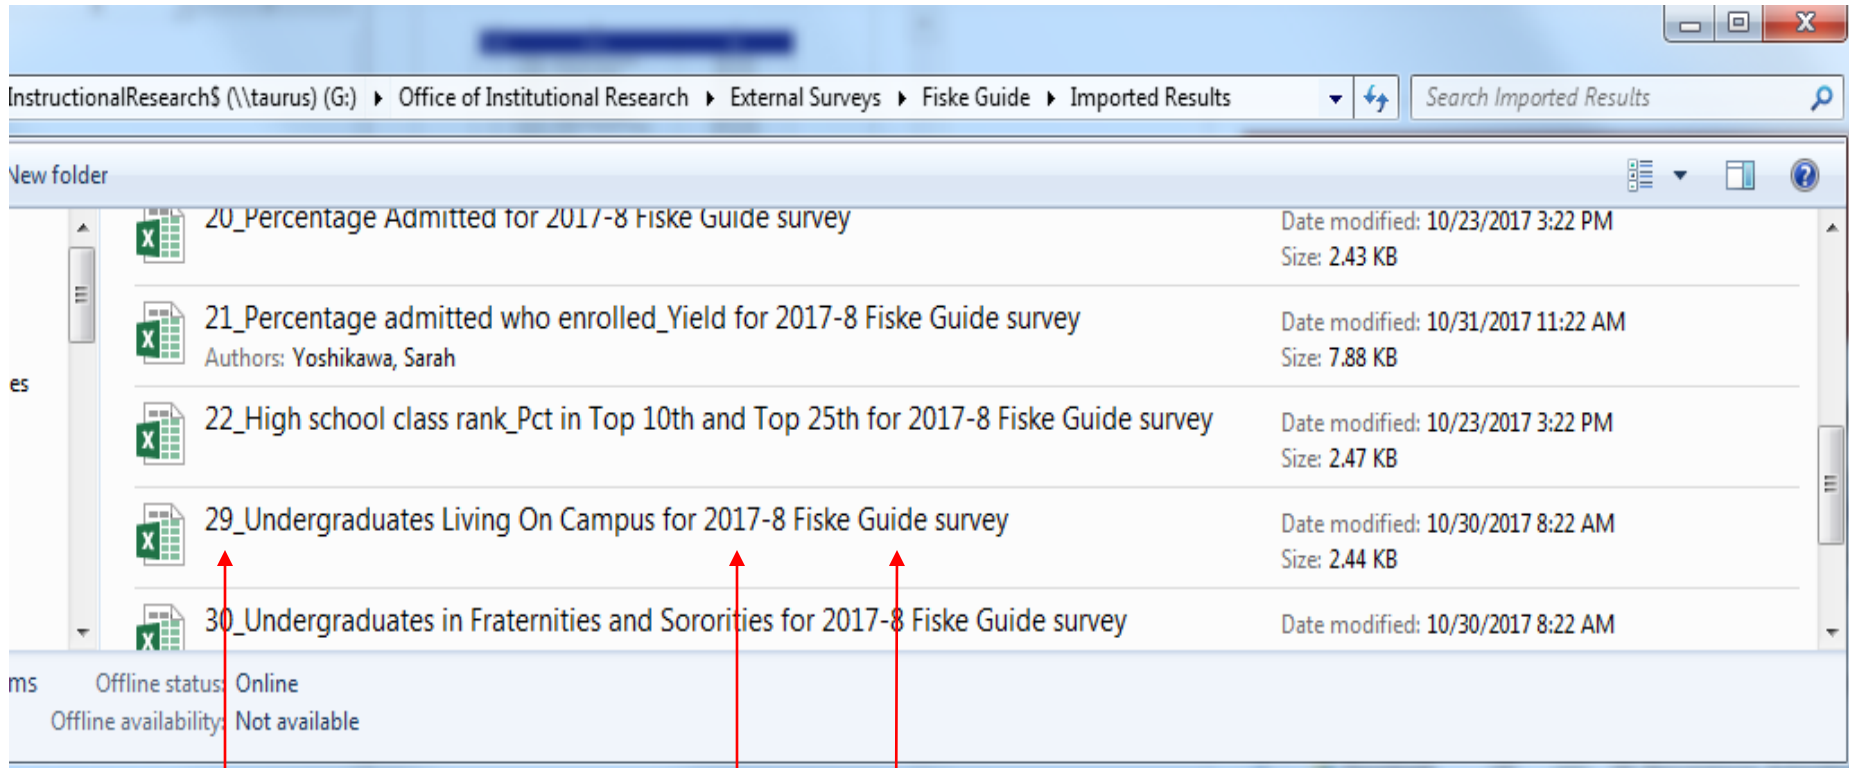 InstructionalResearch$ (\\taurus) (G:) ▸ Office of Institutional Research ▸ External Surveys ▸ Fiske Guide ▸ Imported Results
Search Imported Results
New folder
20_Percentage Admitted for 2017-8 Fiske Guide survey
Date modified: 10/23/2017 3:22 PM
Size: 2.43 KB
21_Percentage admitted who enrolled_Yield for 2017-8 Fiske Guide survey
Date modified: 10/31/2017 11:22 AM
Authors: Yoshikawa, Sarah
Size: 7.88 KB
es
22_High school class rank_Pct in Top 10th and Top 25th for 2017-8 Fiske Guide survey
Date modified: 10/23/2017 3:22 PM
Size: 2.47 KB
29_Undergraduates Living On Campus for 2017-8 Fiske Guide survey
Date modified: 10/30/2017 8:22 AM
Size: 2.44 KB
30_Undergraduates in Fraternities and Sororities for 2017-8 Fiske Guide survey
Date modified: 10/30/2017 8:22 AM
ms
Offline status: Online
Offline availability: Not available